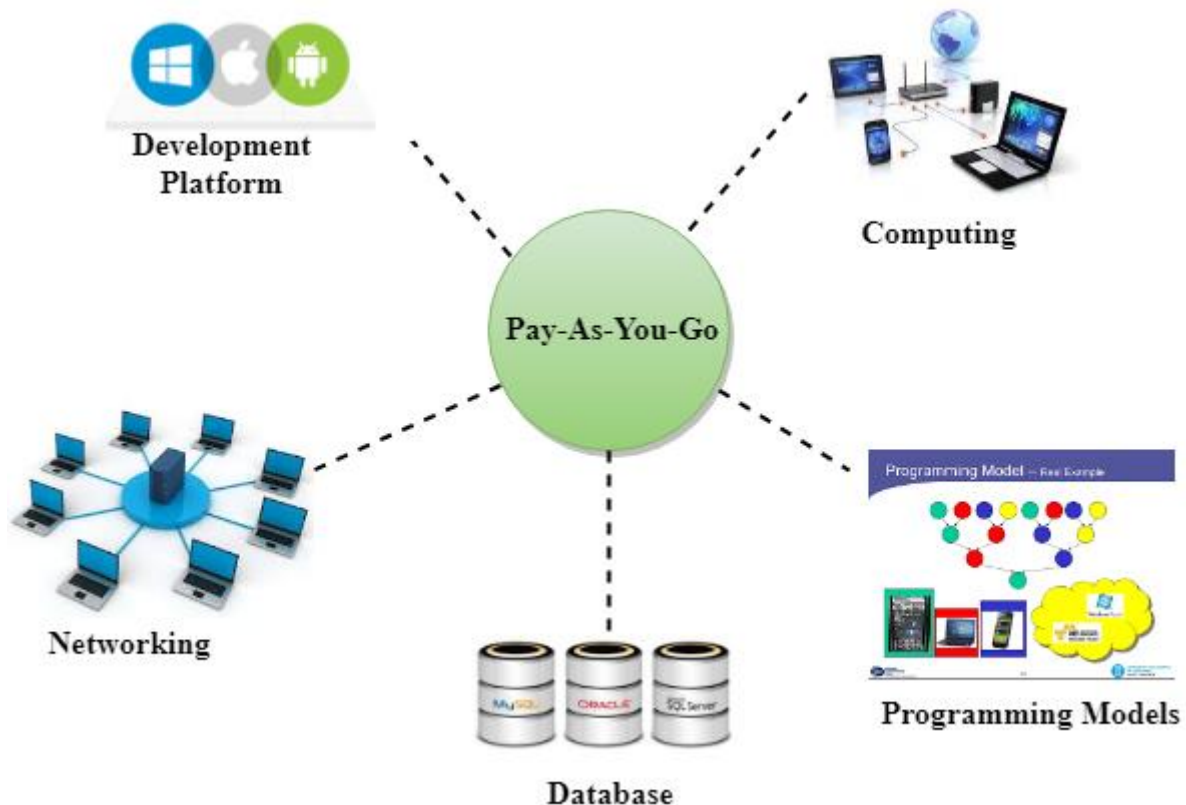 Development
Platform
Computing
Pay-As-You-Go
Programming Model — Real Example
Networking
MySQL
ORACLE
SQL Server
Programming Models
Database